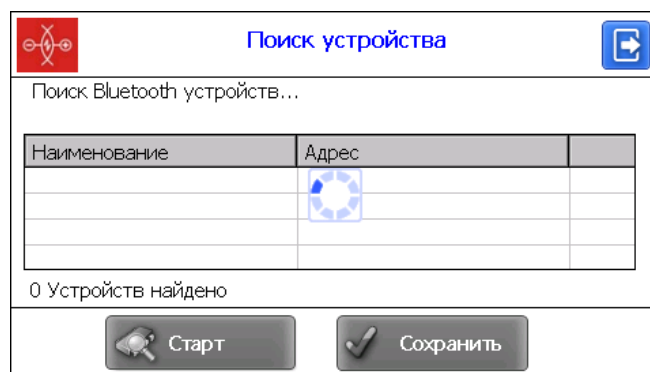 Поиск устройства
Поиск Bluetooth устройств...
Наименование Адрес
0 Устройств найдено
Старт Сохранить